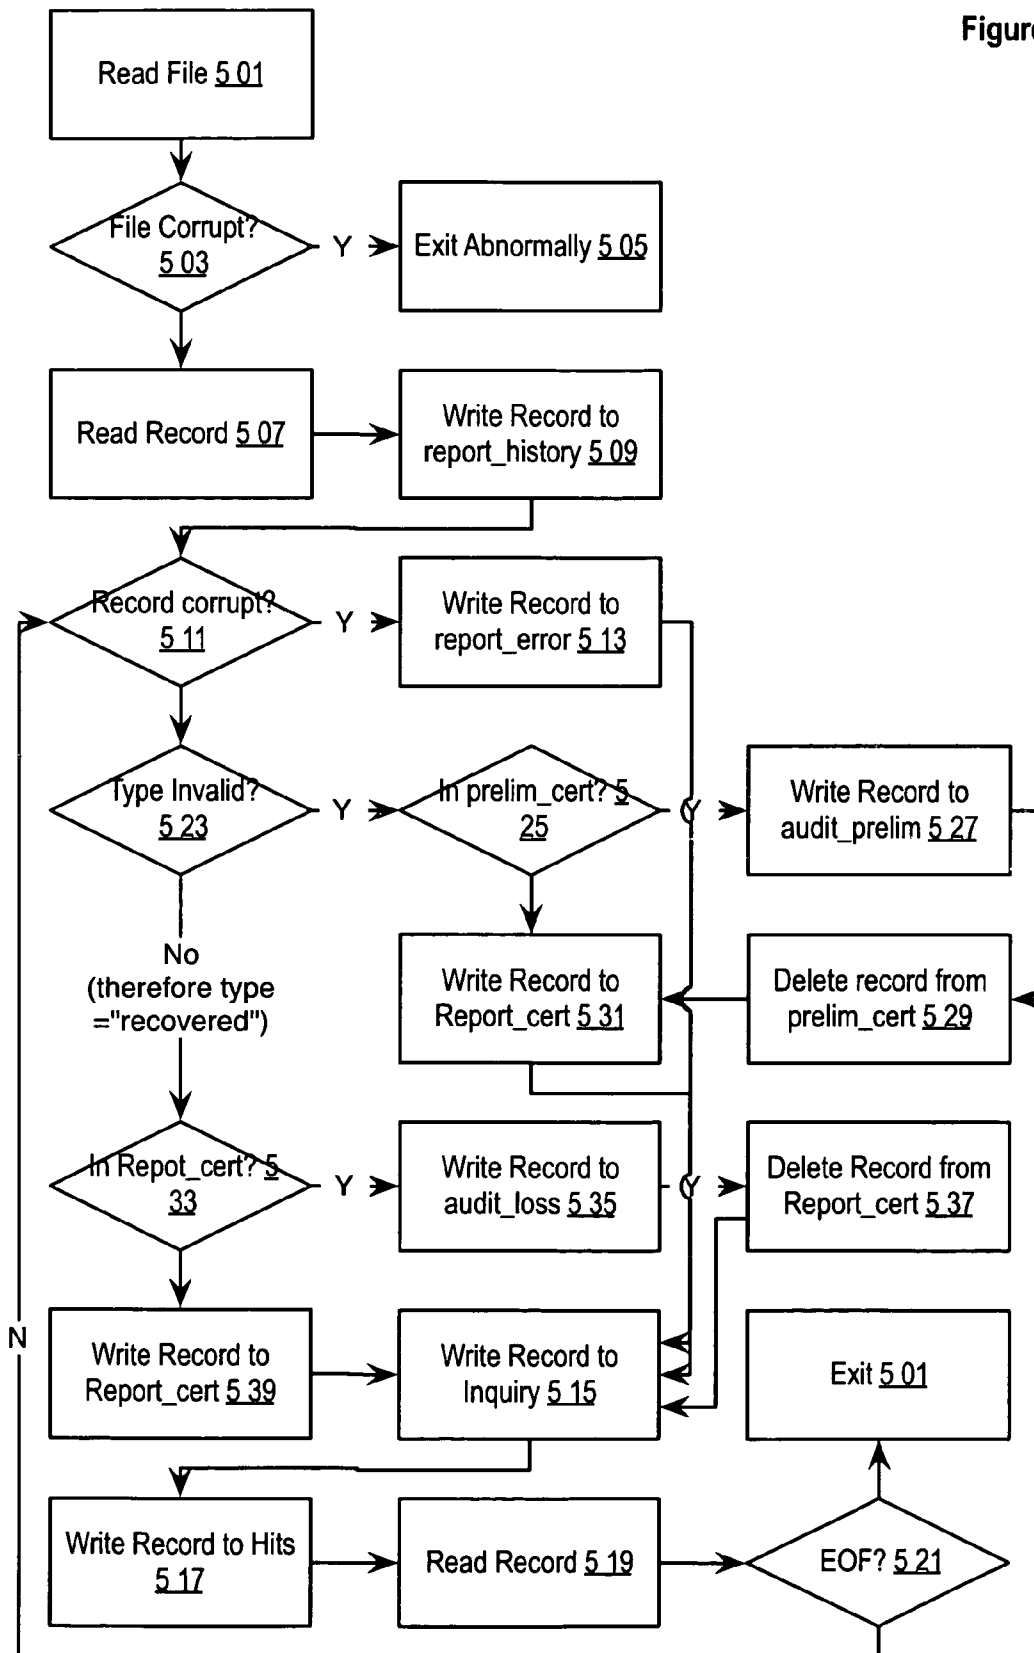 Figure
Read File 5 01
File Corrupt?
5 03
Y
Exit Abnormally 5 05
Read Record 5 07
Write Record to
report_history 5 09
Record corrupt?
5 11
Y
Write Record to
report_error 5 13
Type Invalid?
5 23
Y
In prelim_cert? 5
25
Y
Write Record to
audit_prelim 5 27
No
(therefore type
="recovered")
Write Record to
Report_cert 5 31
Delete record from
prelim_cert 5 29
In Repot_cert? 5
33
Y
Write Record to
audit_loss 5 35
Y
Delete Record from
Report_cert 5 37
N
Write Record to
Report_cert 5 39
Write Record to
Inquiry 5 15
Exit 5 01
Write Record to Hits
5 17
Read Record 5 19
EOF? 5 21